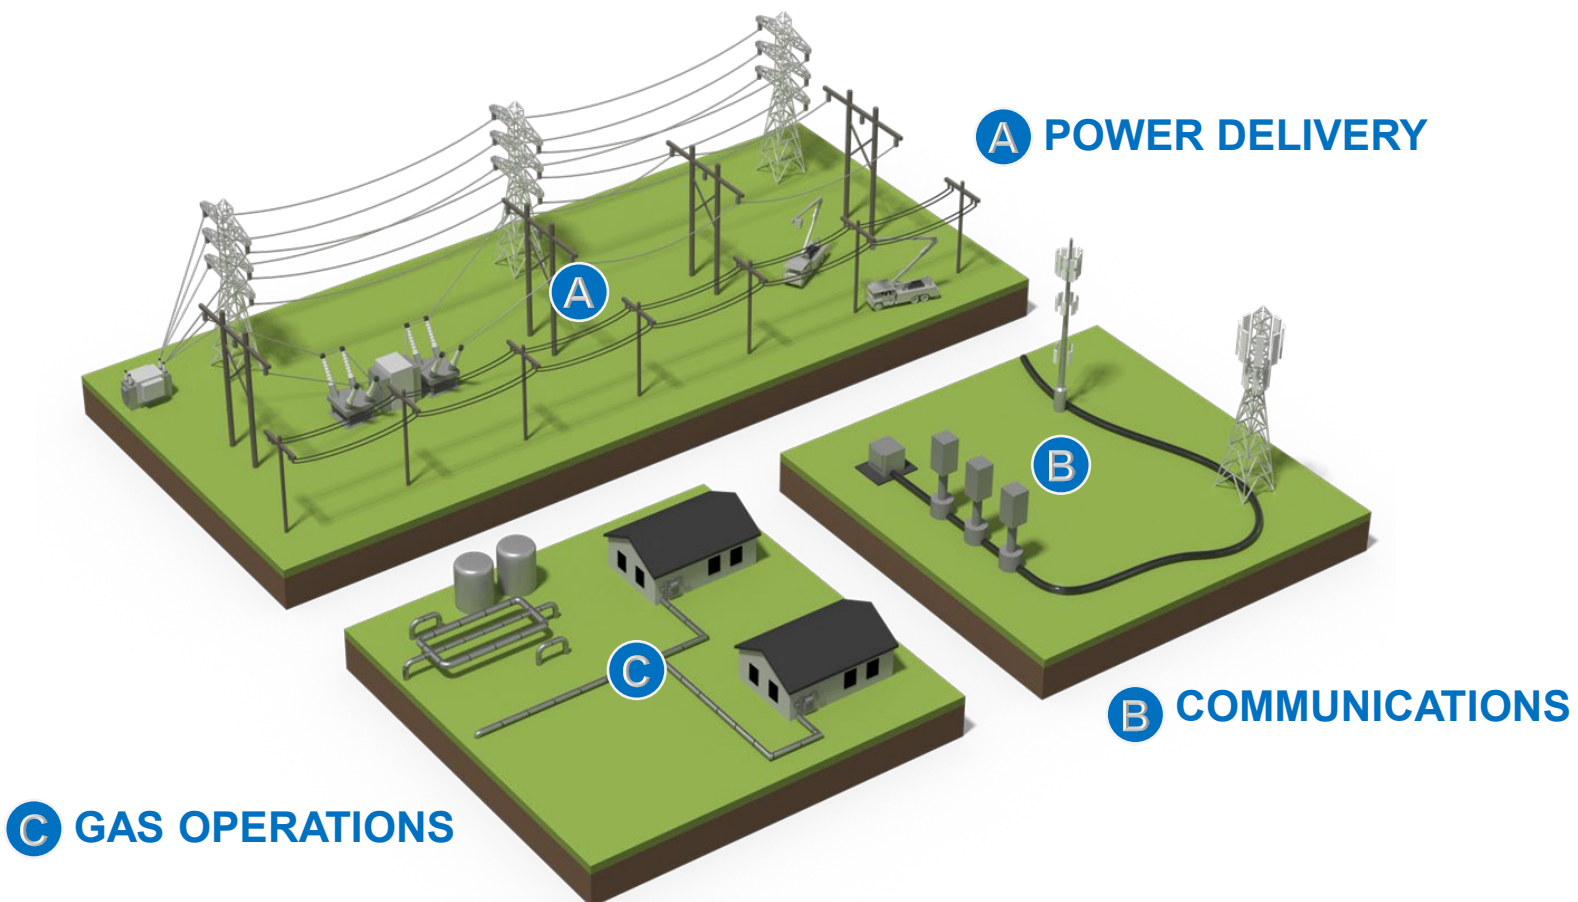 A POWER DELIVERY
A
B
B COMMUNICATIONS
C
C GAS OPERATIONS